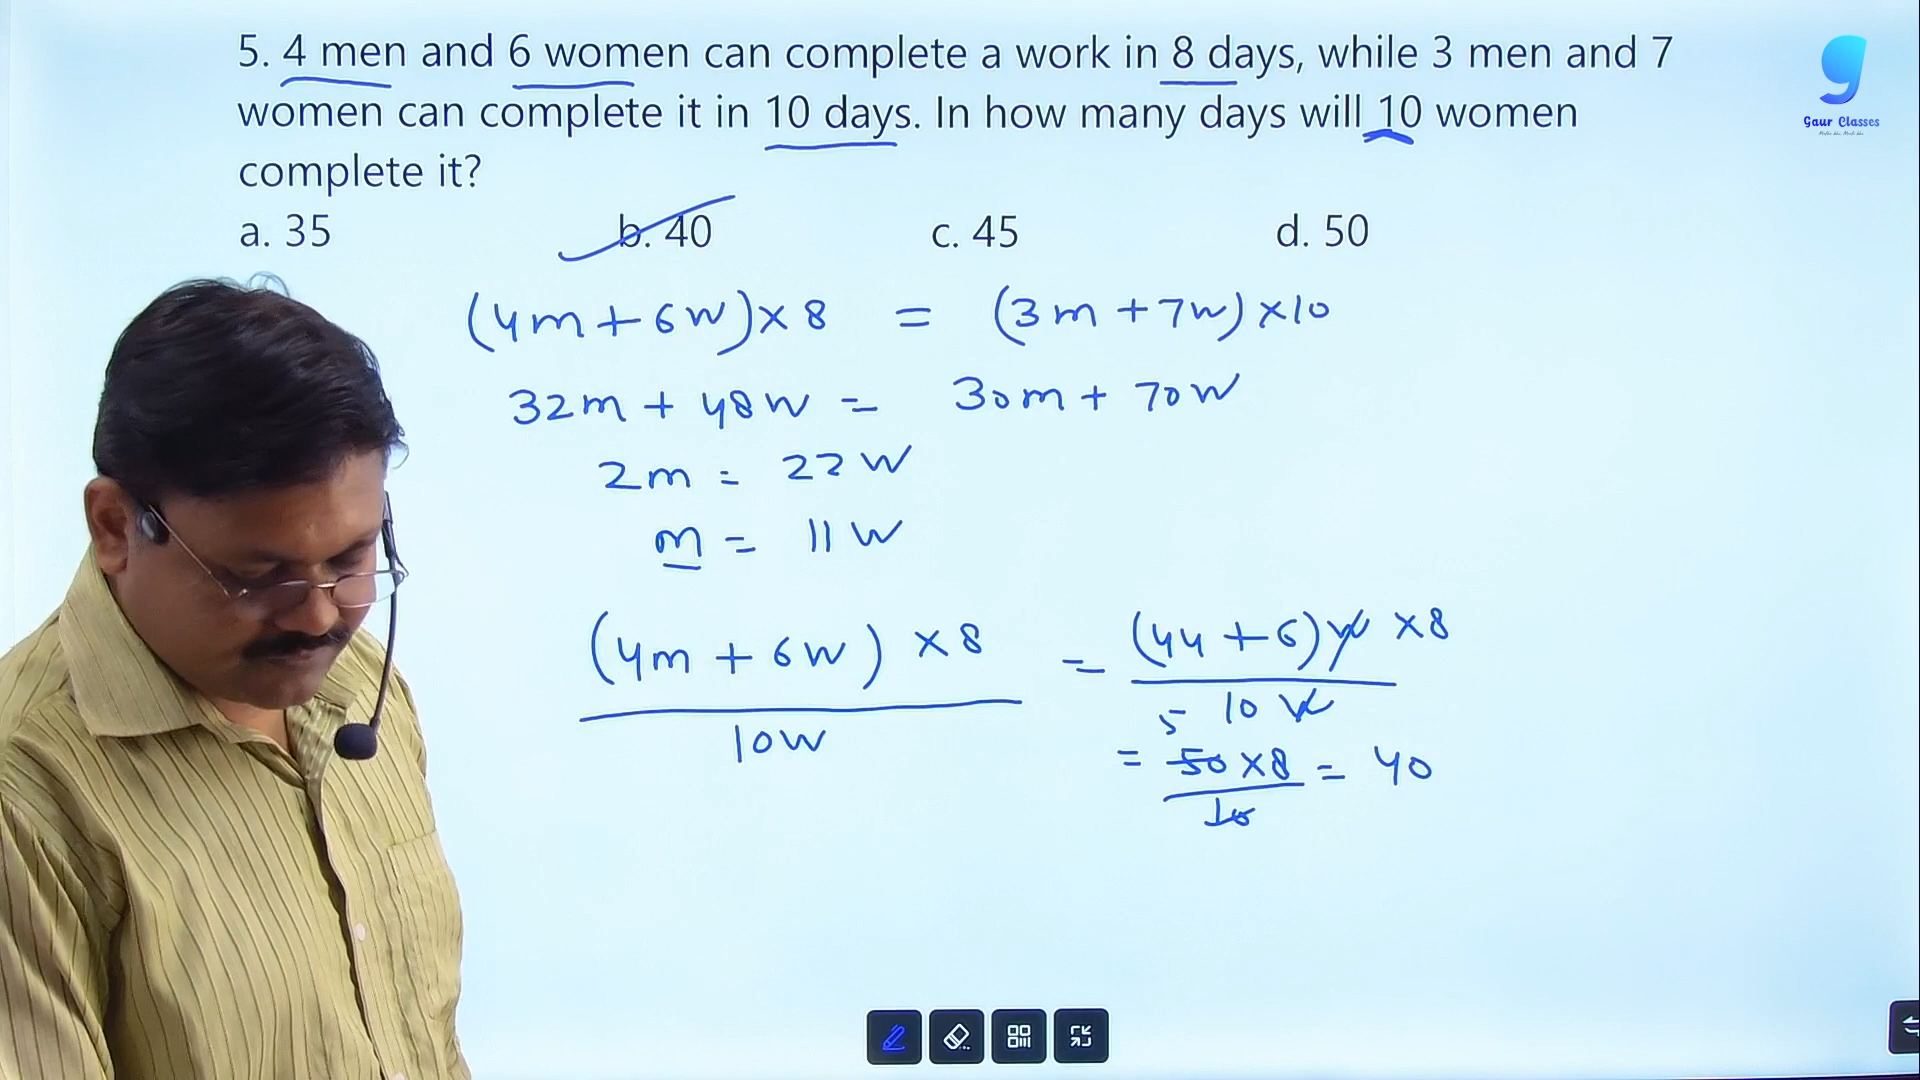 5. 4 men and 6 women can complete a work in 8 days, while 3 men and 7
women can complete it in 10 days. In how many days will 10 women
complete it?
a. 35 b. 40 c. 45 d. 50
Gaur Classes
(4m + 6w) × 8 = (3m + 7w) × 10
32m + 48w = 30m + 70w
2m = 22w
m = 11w
(4m + 6w) × 8 = (44 + 6)w × 8
10w 5 10w
= 50 × 8 = 40
10